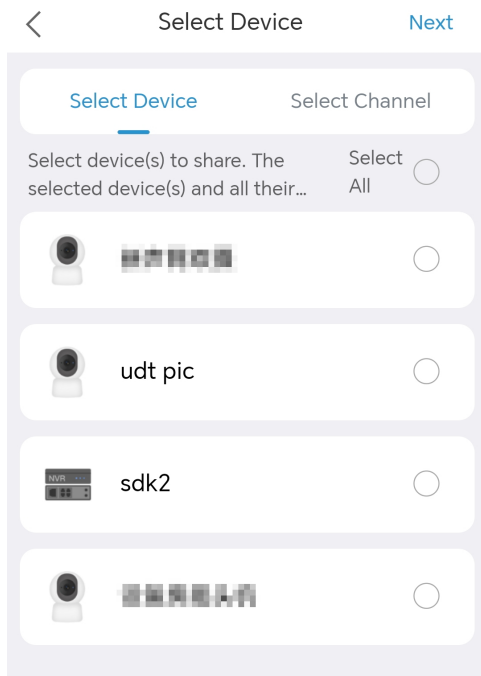 Select Device
Next
Select Device
Select Channel
Select device(s) to share. The
selected device(s) and all their...
Select
All
udt pic
NVR
sdk2